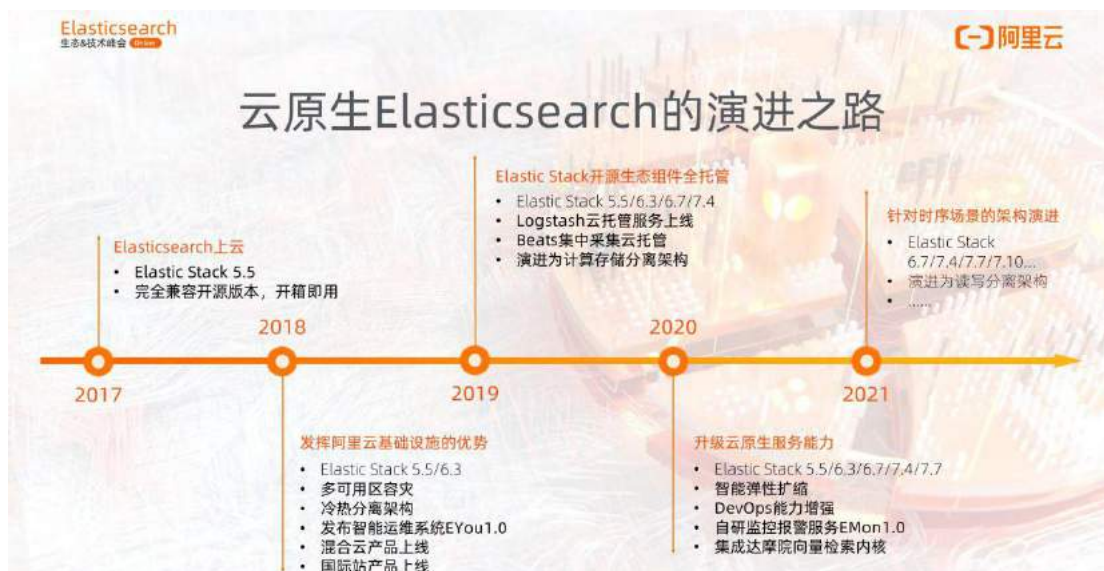 Elasticsearch
生态&技术峰会 Online
阿里云
云原生Elasticsearch的演进之路
Elasticsearch上云
• Elastic Stack 5.5
• 完全兼容开源版本，开箱即用
2017
2018
发挥阿里云基础设施的优势
• Elastic Stack 5.5/6.3
• 多可用区容灾
• 冷热分离架构
• 发布智能运维系统EYou1.0
• 混合云产品上线
• 国际站产品上线
Elastic Stack开源生态组件全托管
• Elastic Stack 5.5/6.3/6.7/7.4
• Logstash云托管服务上线
• Beats集中采集云托管
• 演进为计算存储分离架构
2019
2020
升级云原生服务能力
• Elastic Stack 5.5/6.3/6.7/7.4/7.7
• 智能弹性扩缩
• DevOps能力增强
• 自研监控报警服务EMon1.0
• 集成达摩院向量检索内核
针对时序场景的架构演进
• Elastic Stack
6.7/7.4/7.7/7.10...
• 演进为读写分离架构
• ......
2021